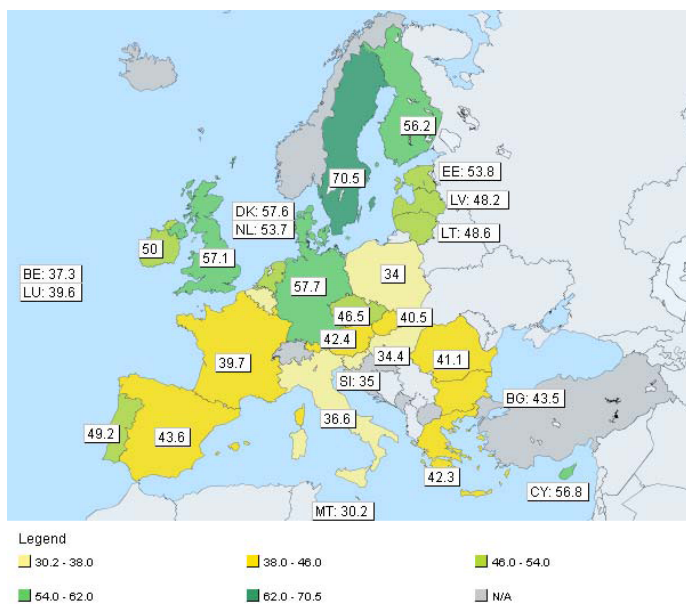 56.2
EE: 53.8
70.5
LV: 48.2
DK: 57.6
NL: 53.7
LT: 48.6
50
57.1
BE: 37.3
LU: 39.6
34
57.7
46.5
40.5
42.4
39.7
34.4
41.1
SI: 35
BG: 43.5
36.6
49.2
43.6
42.3
CY: 56.8
MT: 30.2
Legend
30.2 - 38.0
38.0 - 46.0
46.0 - 54.0
54.0 - 62.0
62.0 - 70.5
N/A